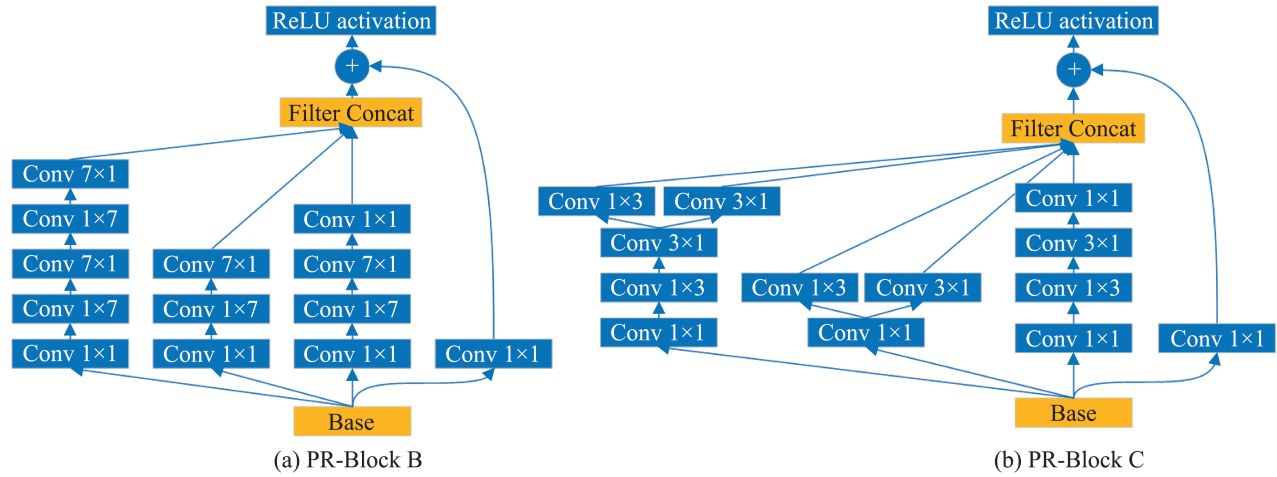 ReLU activation
+
Filter Concat
Conv 7×1
Conv 1×7
Conv 7×1
Conv 1×7
Conv 1×1
Conv 7×1
Conv 1×7
Conv 1×1
Conv 1×1
Conv 7×1
Conv 1×7
Conv 1×1
Conv 1×1
Base
(a) PR-Block B
ReLU activation
+
Filter Concat
Conv 1×3
Conv 3×1
Conv 3×1
Conv 1×3
Conv 1×1
Conv 1×3
Conv 3×1
Conv 1×1
Conv 1×1
Conv 3×1
Conv 1×3
Conv 1×1
Conv 1×1
Base
(b) PR-Block C